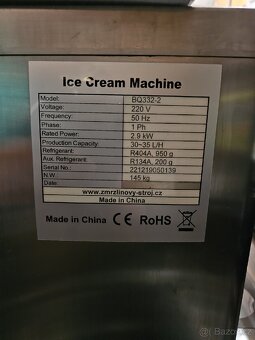 Ice Cream Machine
Model: BQ332-2
Voltage: 220 V
Frequency: 50 Hz
Phase: 1 Ph
Rated Power: 2.9 kW
Production Capacity: 30~35 L/H
Refrigerant: R404A, 950 g
Aux. Refrigerant: R134A, 200 g
Serial No.: 221219050139
N.W. 145 kg
Date:
www.zmrzlinovy-stroj.cz
Made in China
Made in China CE RoHS